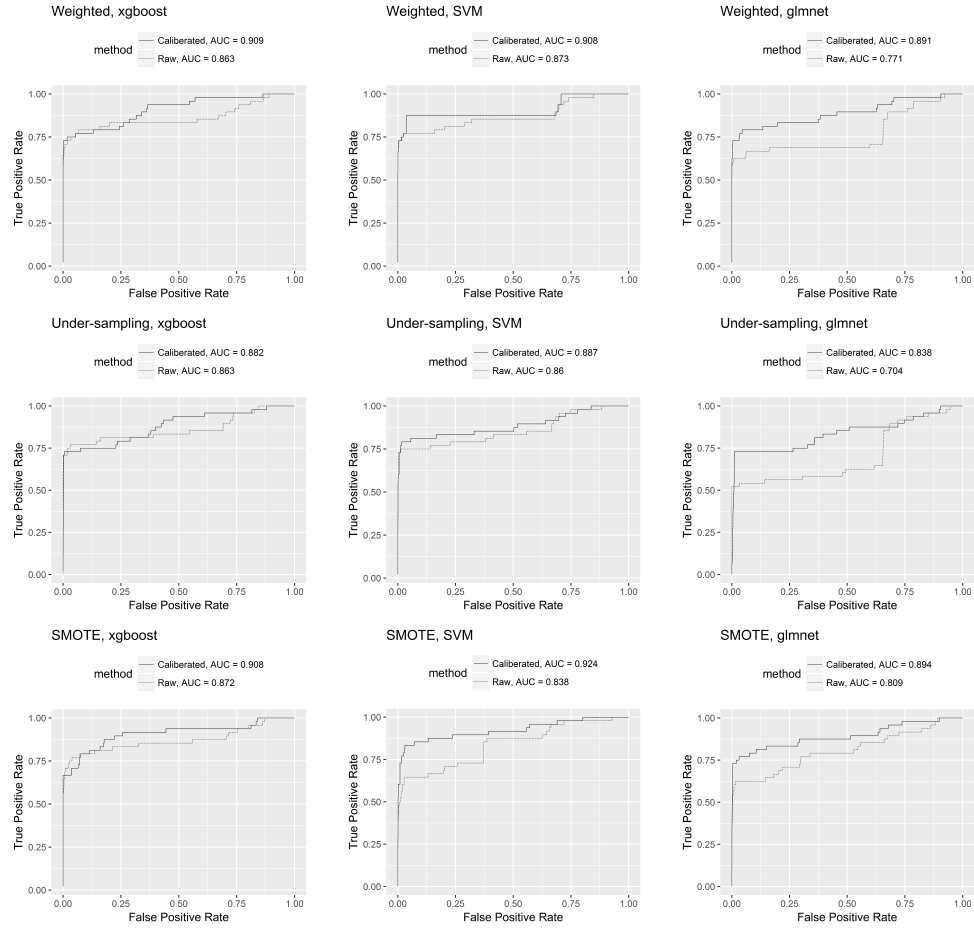 Weighted, xgboost
method
Caliberated, AUC = 0.909
Raw, AUC = 0.863
1.00
0.75
0.50
0.25
0.00
True Positive Rate
0.00 0.25 0.50 0.75 1.00
False Positive Rate
Weighted, SVM
method
Caliberated, AUC = 0.908
Raw, AUC = 0.873
1.00
0.75
0.50
0.25
0.00
True Positive Rate
0.00 0.25 0.50 0.75 1.00
False Positive Rate
Weighted, glmnet
method
Caliberated, AUC = 0.891
Raw, AUC = 0.771
1.00
0.75
0.50
0.25
0.00
True Positive Rate
0.00 0.25 0.50 0.75 1.00
False Positive Rate
Under-sampling, xgboost
method
Caliberated, AUC = 0.882
Raw, AUC = 0.863
1.00
0.75
0.50
0.25
0.00
True Positive Rate
0.00 0.25 0.50 0.75 1.00
False Positive Rate
Under-sampling, SVM
method
Caliberated, AUC = 0.887
Raw, AUC = 0.86
1.00
0.75
0.50
0.25
0.00
True Positive Rate
0.00 0.25 0.50 0.75 1.00
False Positive Rate
Under-sampling, glmnet
method
Caliberated, AUC = 0.838
Raw, AUC = 0.704
1.00
0.75
0.50
0.25
0.00
True Positive Rate
0.00 0.25 0.50 0.75 1.00
False Positive Rate
SMOTE, xgboost
method
Caliberated, AUC = 0.908
Raw, AUC = 0.872
1.00
0.75
0.50
0.25
0.00
True Positive Rate
0.00 0.25 0.50 0.75 1.00
False Positive Rate
SMOTE, SVM
method
Caliberated, AUC = 0.924
Raw, AUC = 0.838
1.00
0.75
0.50
0.25
0.00
True Positive Rate
0.00 0.25 0.50 0.75 1.00
False Positive Rate
SMOTE, glmnet
method
Caliberated, AUC = 0.894
Raw, AUC = 0.809
1.00
0.75
0.50
0.25
0.00
True Positive Rate
0.00 0.25 0.50 0.75 1.00
False Positive Rate